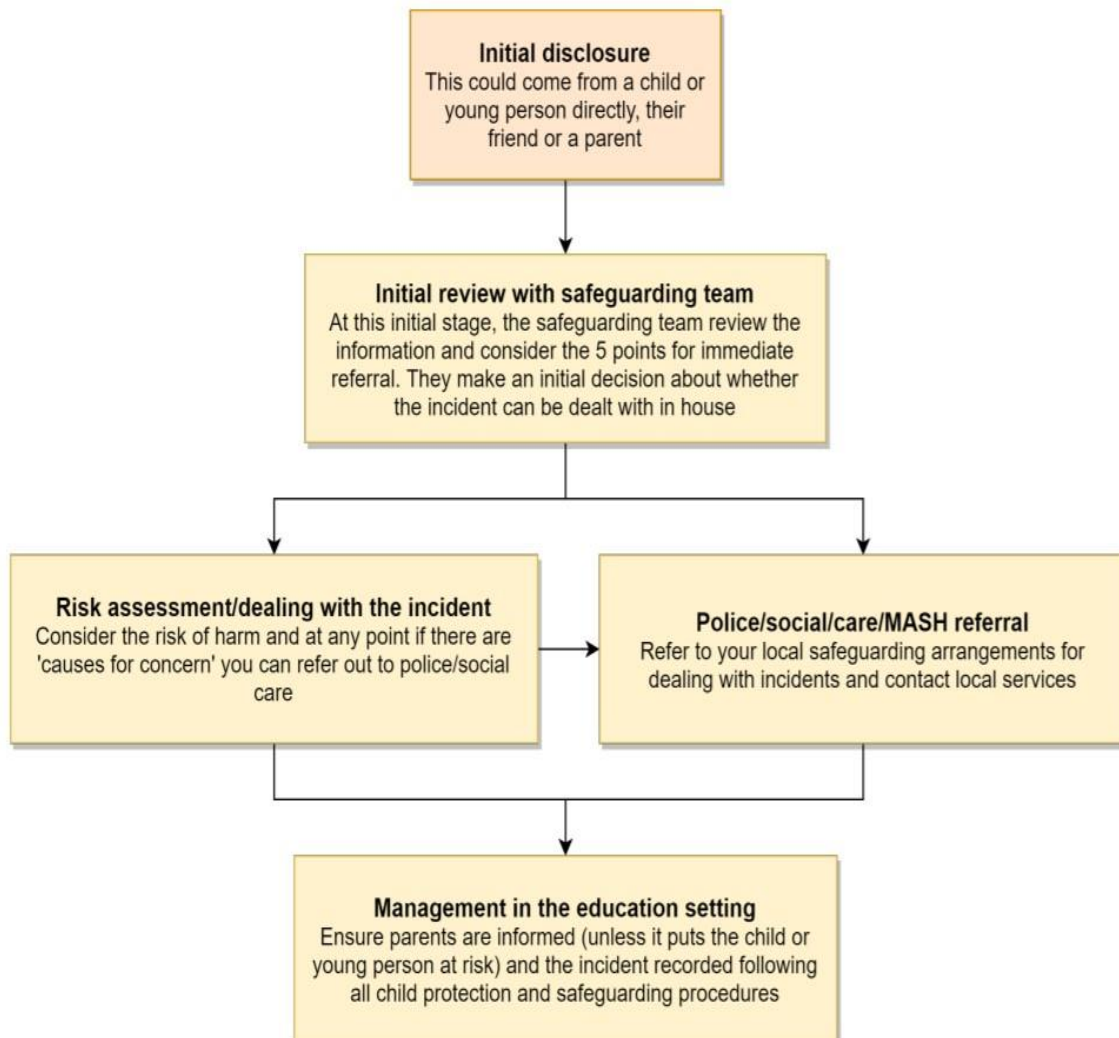 Initial disclosure
This could come from a child or
young person directly, their
friend or a parent
Initial review with safeguarding team
At this initial stage, the safeguarding team review the
information and consider the 5 points for immediate
referral. They make an initial decision about whether
the incident can be dealt with in house
Risk assessment/dealing with the incident
Consider the risk of harm and at any point if there are
'causes for concern' you can refer out to police/social
care
Police/social/care/MASH referral
Refer to your local safeguarding arrangements for
dealing with incidents and contact local services
Management in the education setting
Ensure parents are informed (unless it puts the child or
young person at risk) and the incident recorded following
all child protection and safeguarding procedures